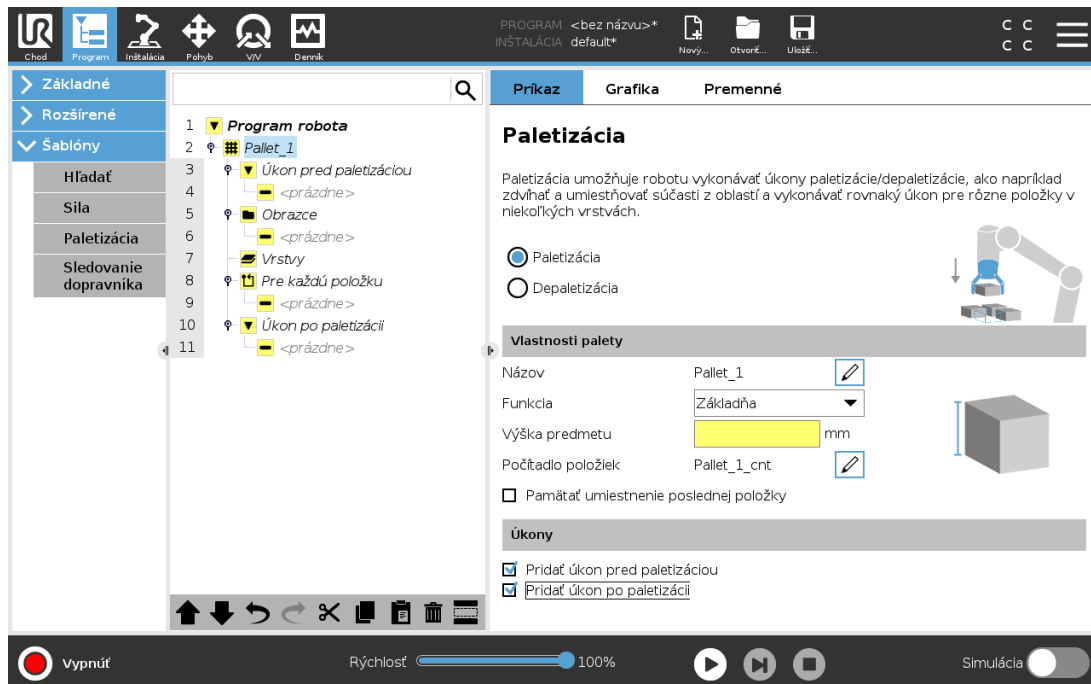 PROGRAM <bez názvu>*
INŠTALÁCIA default*
Chod Program Inštalácia Pohyb V/V Denník Nový... Otvoriť... Uložiť...
C C
C C
Základné
Rozšírené
Šablóny
Hľadať
Sila
Paletizácia
Sledovanie
dopravníka
1 Program robota
2 Pallet_1
3 Úkon pred paletizáciou
4 <prázdne>
5 Obrazce
6 <prázdne>
7 Vrstvy
8 Pre každú položku
9 <prázdne>
10 Úkon po paletizácii
11 <prázdne>
Príkaz Grafika Premenné
Paletizácia
Paletizácia umožňuje robotu vykonávať úkony paletizácie/depaletizácie, ako napríklad
zdvíhať a umiestňovať súčasti z oblastí a vykonávať rovnaký úkon pre rôzne položky v
niekoľkých vrstvách.
Paletizácia
Depaletizácia
Vlastnosti palety
Názov Pallet_1
Funkcia Základňa
Výška predmetu mm
Počítadlo položiek Pallet_1_cnt
Pamätať umiestnenie poslednej položky
Úkony
Pridať úkon pred paletizáciou
Pridať úkon po paletizácii
Vypnúť Rýchlosť 100% Simulácia